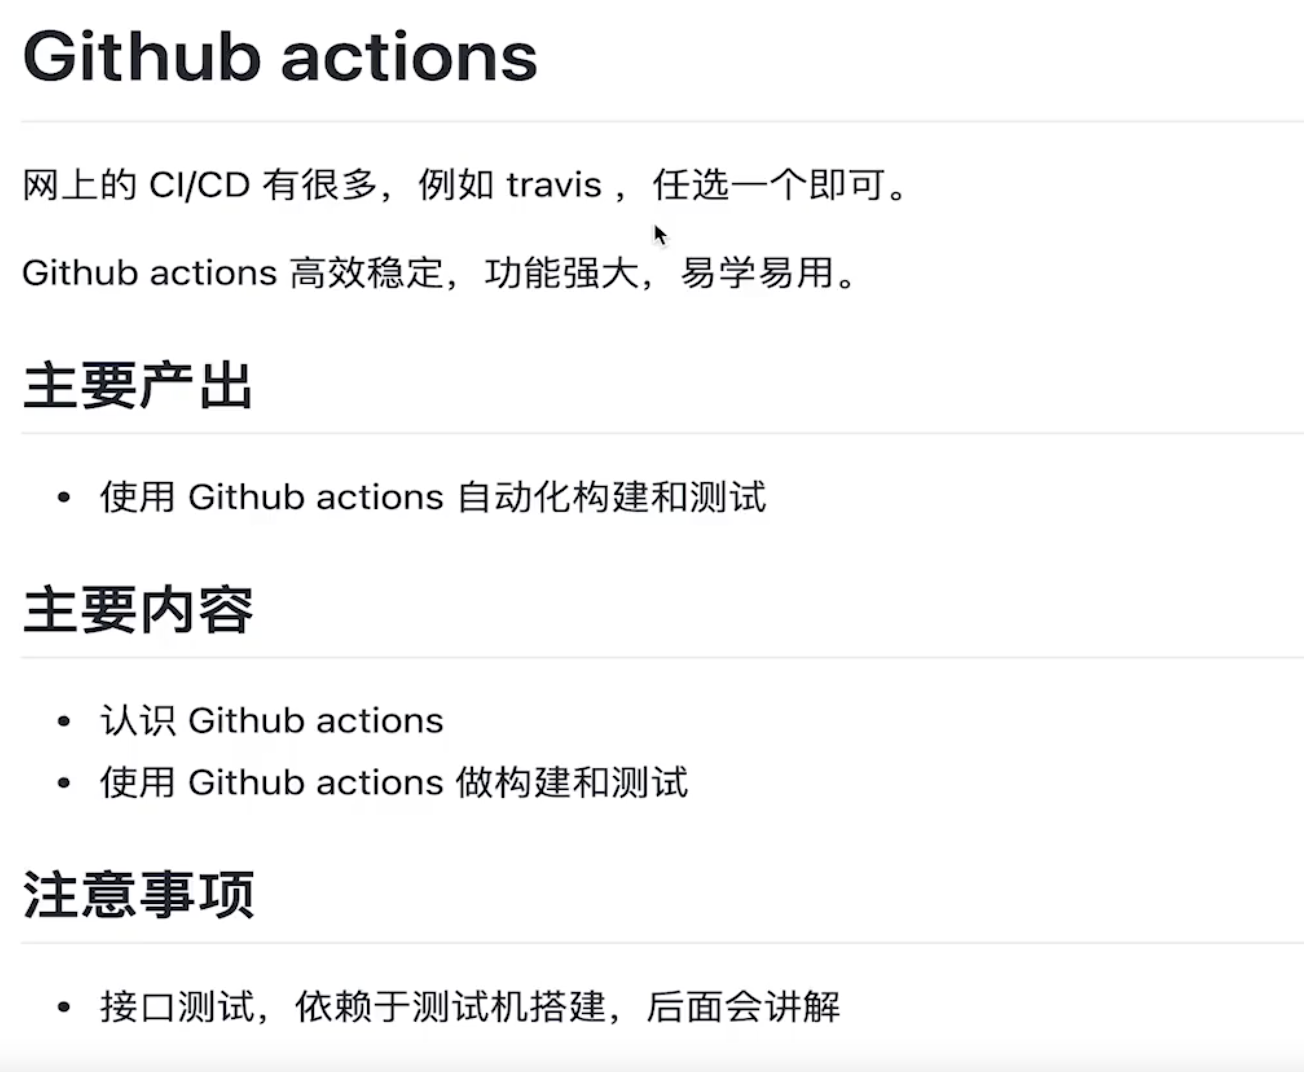 Github actions
网上的 CI/CD 有很多，例如 travis ，任选一个即可。
Github actions 高效稳定，功能强大，易学易用。
主要产出
• 使用 Github actions 自动化构建和测试
主要内容
• 认识 Github actions
• 使用 Github actions 做构建和测试
注意事项
• 接口测试，依赖于测试机搭建，后面会讲解